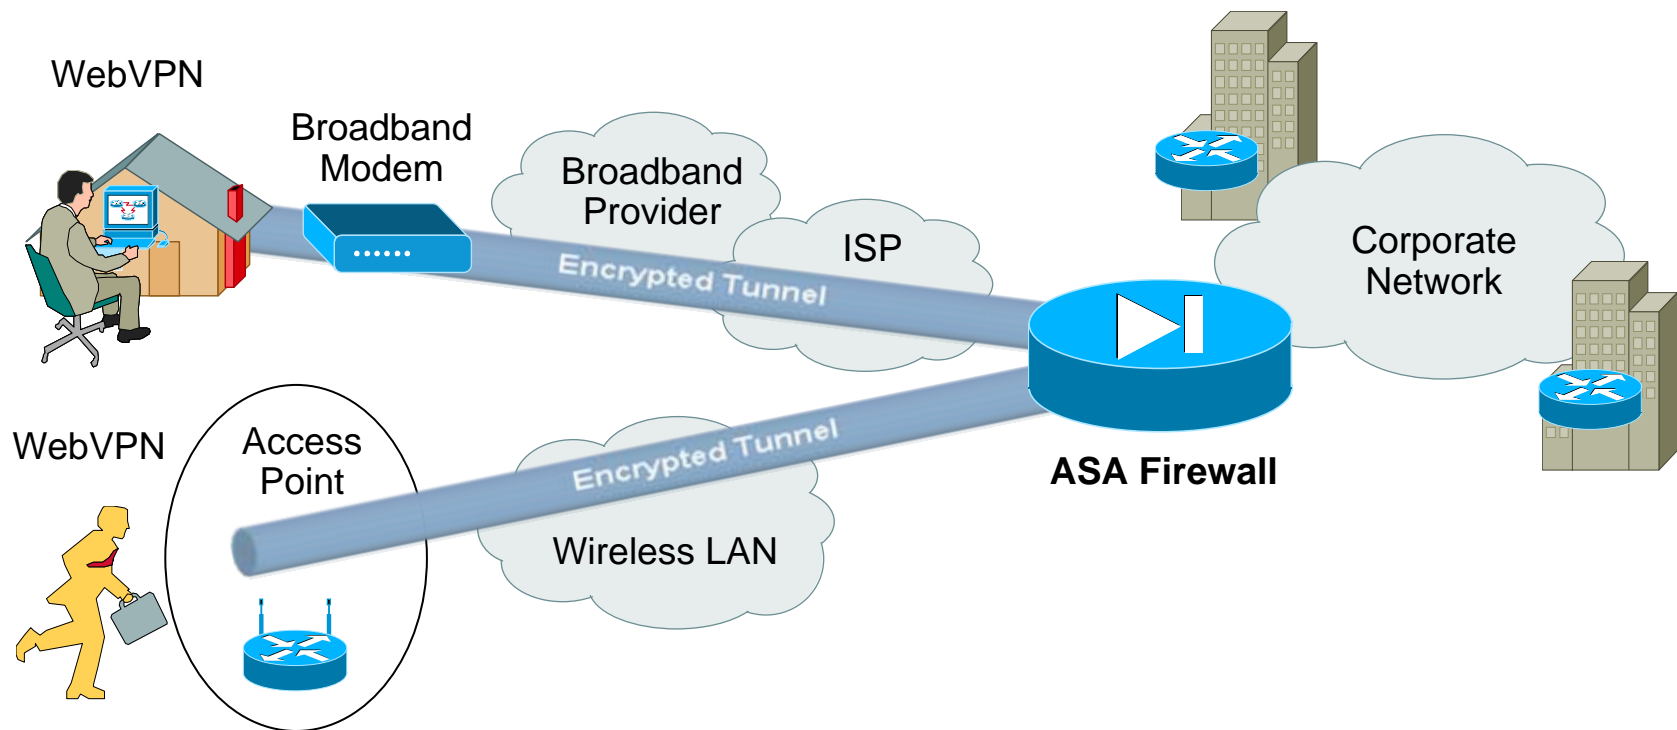 WebVPN
Broadband
Modem
Broadband
Provider
ISP
Encrypted Tunnel
Corporate
Network
WebVPN
Access
Point
Encrypted Tunnel
Wireless LAN
ASA Firewall